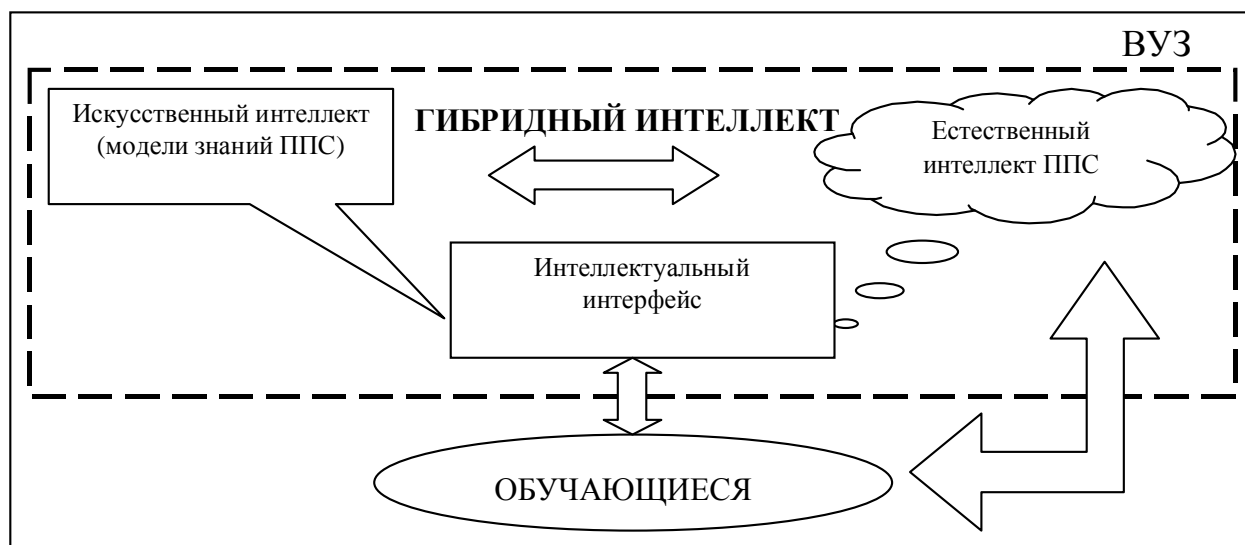 ВУЗ
Искусственный интеллект
(модели знаний ППС)
ГИБРИДНЫЙ ИНТЕЛЛЕКТ
Естественный
интеллект ППС
Интеллектуальный
интерфейс
ОБУЧАЮЩИЕСЯ